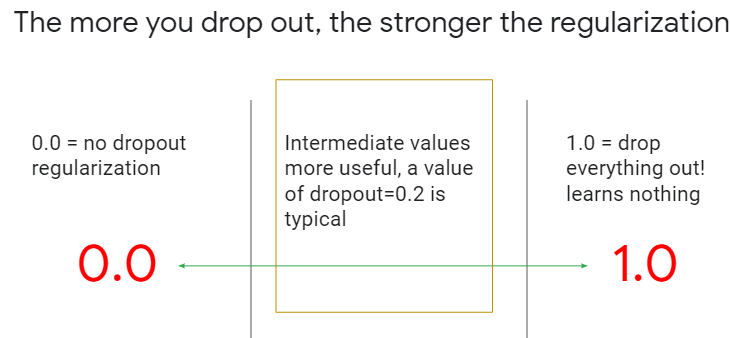 The more you drop out, the stronger the regularization
0.0 = no dropout
regularization
Intermediate values
more useful, a value
of dropout=0.2 is
typical
1.0 = drop
everything out!
learns nothing
0.0
1.0